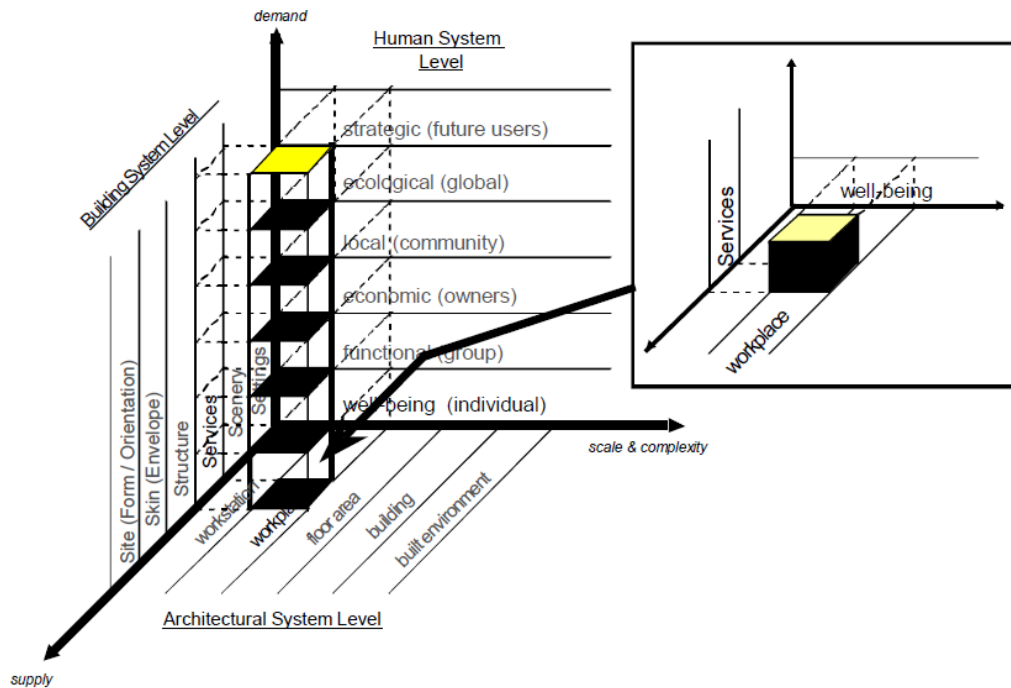 demand
Human System
Level
strategic (future users)
ecological (global)
local (community)
economic (owners)
functional (group)
well-being (individual)
scale & complexity
Building System Level
Site (Form / Orientation)
Skin (Envelope)
Structure
Services
Scenery
Settings
workstation
workpla
floor area
building
built environment
Architectural System Level
supply
well-being
Services
workplace